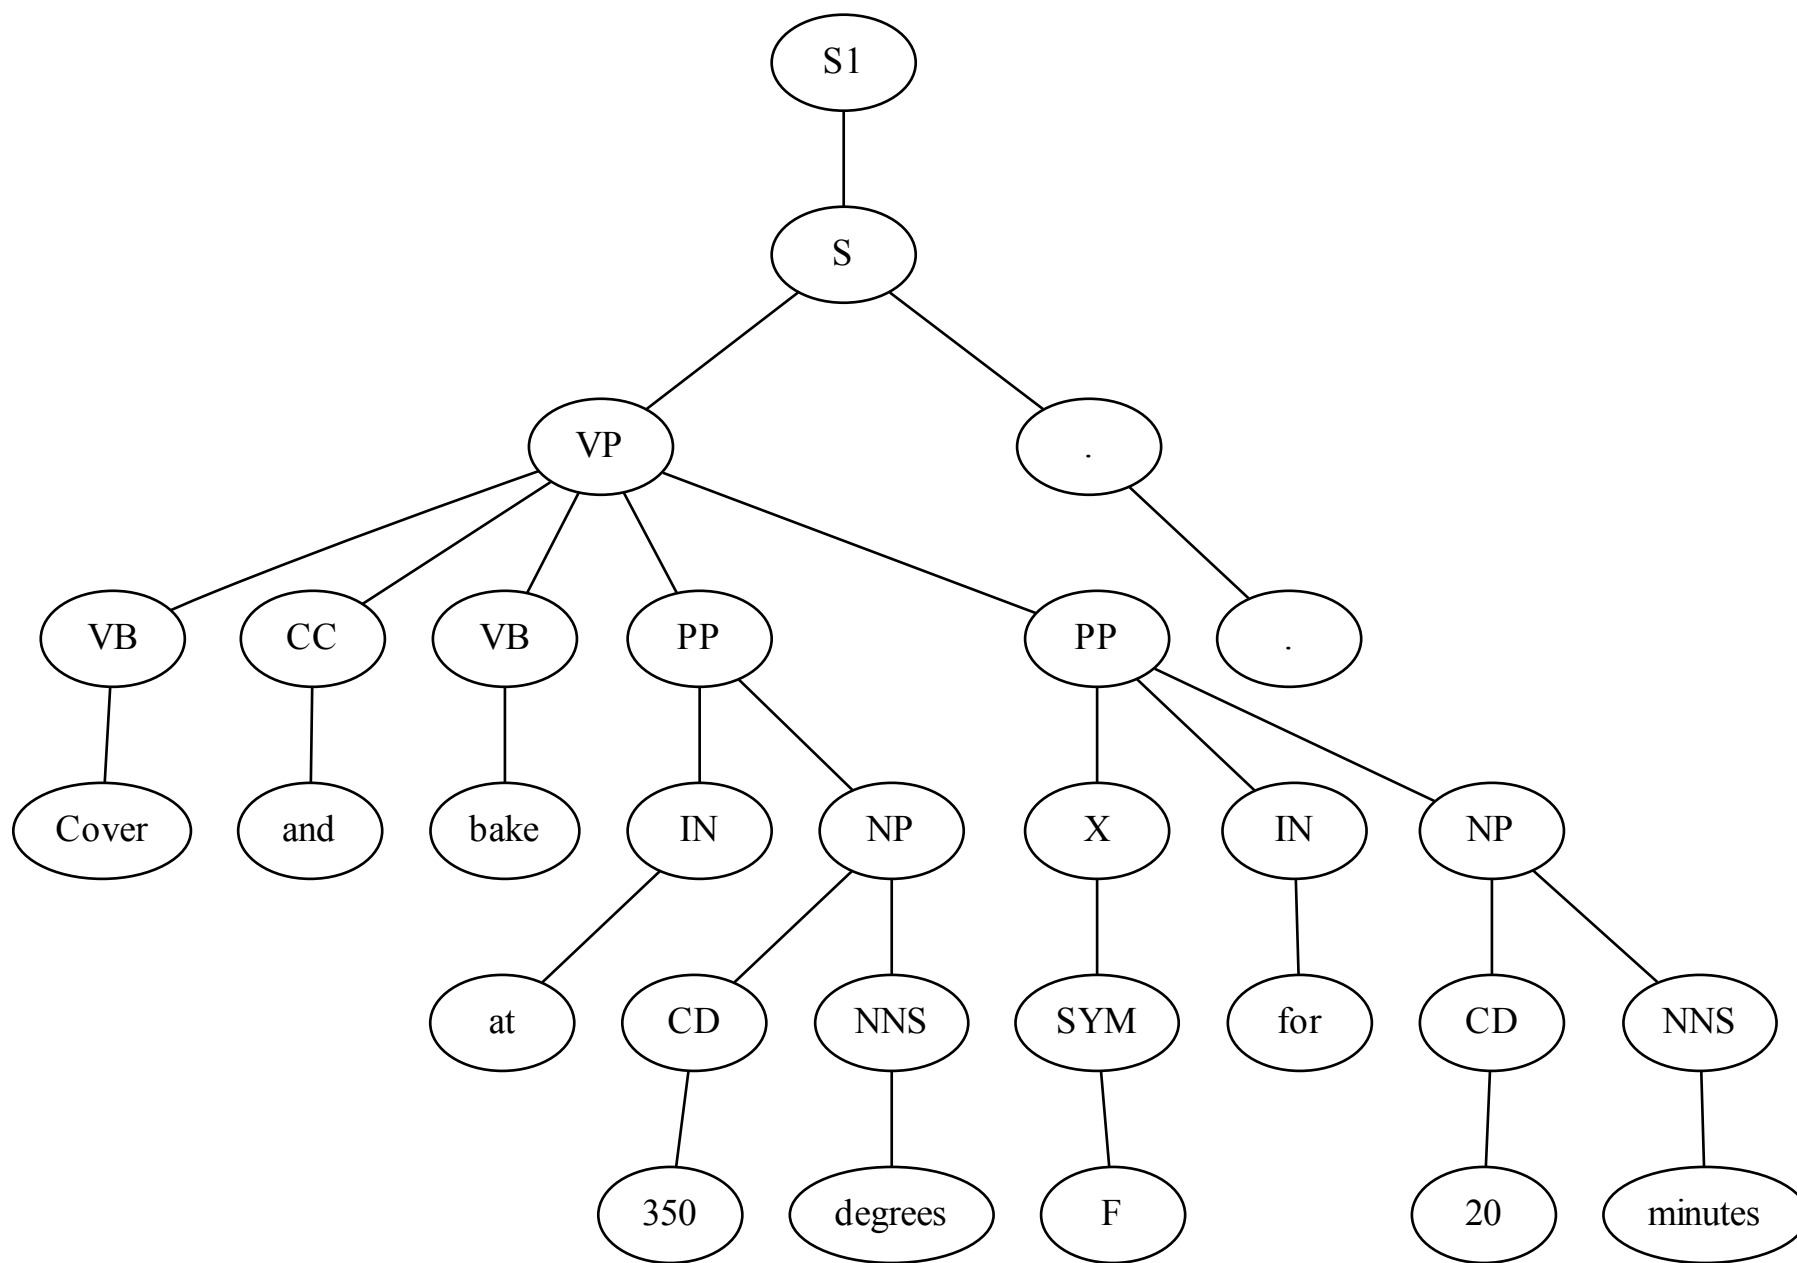 S1
S
VP .
VB CC VB PP PP .
Cover and bake IN NP X IN NP
at CD NNS SYM for CD NNS
350 degrees F 20 minutes